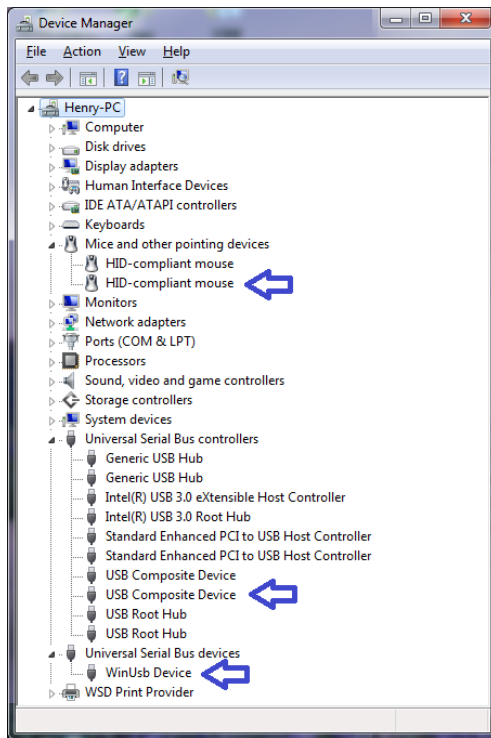 Device Manager
File Action View Help
Henry-PC
Computer
Disk drives
Display adapters
Human Interface Devices
IDE ATA/ATAPI controllers
Keyboards
Mice and other pointing devices
HID-compliant mouse
HID-compliant mouse
Monitors
Network adapters
Ports (COM & LPT)
Processors
Sound, video and game controllers
Storage controllers
System devices
Universal Serial Bus controllers
Generic USB Hub
Generic USB Hub
Intel(R) USB 3.0 eXtensible Host Controller
Intel(R) USB 3.0 Root Hub
Standard Enhanced PCI to USB Host Controller
Standard Enhanced PCI to USB Host Controller
USB Composite Device
USB Composite Device
USB Root Hub
USB Root Hub
Universal Serial Bus devices
WinUsb Device
WSD Print Provider